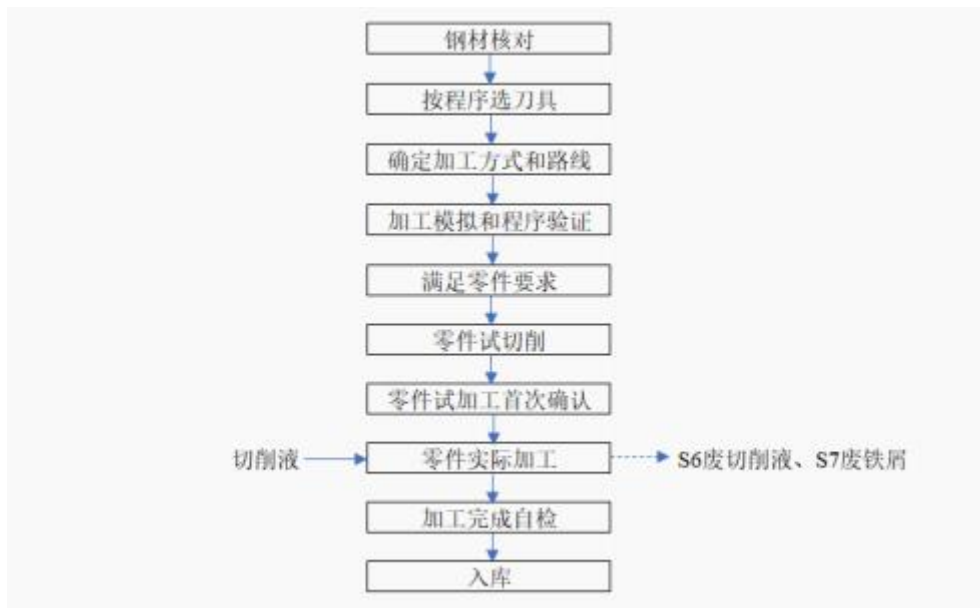 钢材核对
按程序选刀具
确定加工方式和路线
加工模拟和程序验证
满足零件要求
零件试切削
零件试加工首次确认
切削液
零件实际加工
S6废切削液、S7废铁屑
加工完成自检
入库